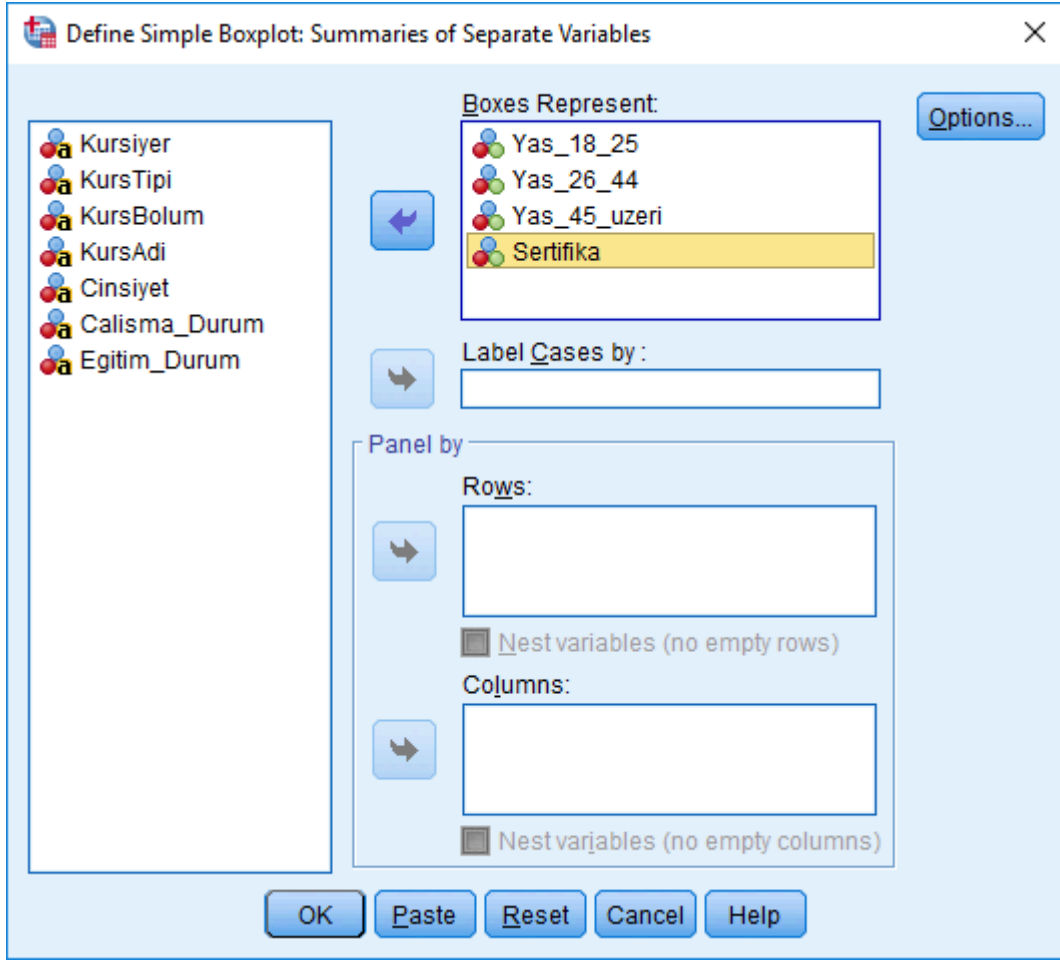 Define Simple Boxplot: Summaries of Separate Variables
Kursiyer
KursTipi
KursBolum
KursAdi
Cinsiyet
Calisma_Durum
Egitim_Durum
Boxes Represent:
Yas_18_25
Yas_26_44
Yas_45_uzeri
Sertifika
Options...
Label Cases by :
Panel by
Rows:
Nest variables (no empty rows)
Columns:
Nest variables (no empty columns)
OK Paste Reset Cancel Help